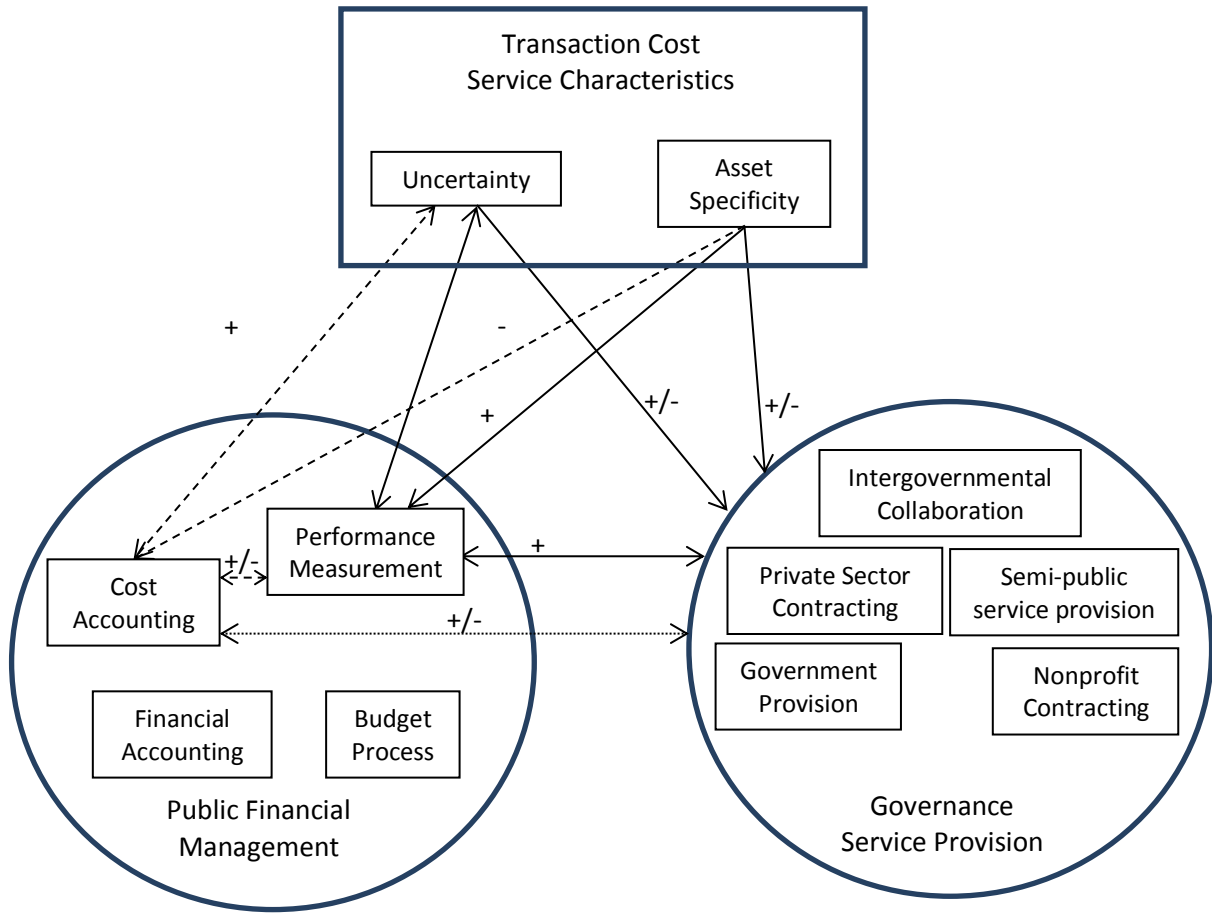 Transaction Cost
Service Characteristics
Uncertainty
Asset
Specificity
+
-
+
+/-
+/-
Intergovernmental
Collaboration
Performance
Measurement
+
+/-
Cost
Accounting
Private Sector
Contracting
Semi-public
service provision
+/-
Government
Provision
Nonprofit
Contracting
Financial
Accounting
Budget
Process
Public Financial
Management
Governance
Service Provision